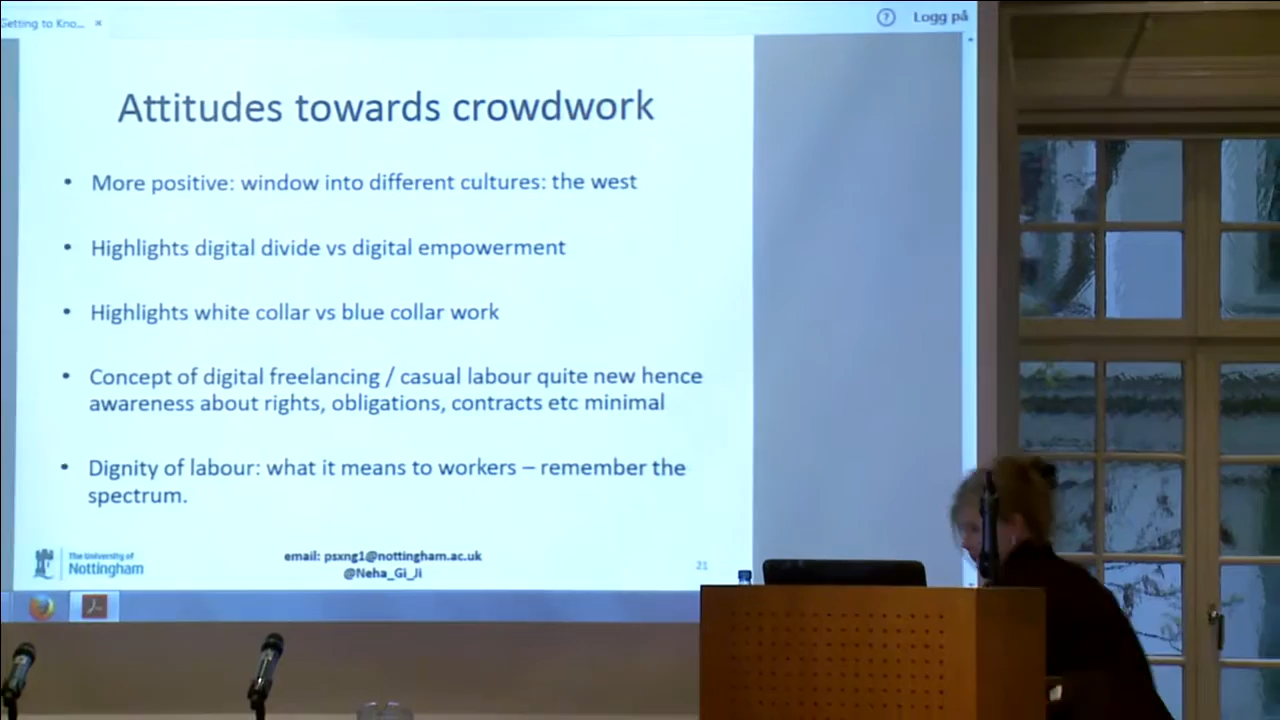 Getting to Kno...
Logg på
Attitudes towards crowdwork
• More positive: window into different cultures: the west
• Highlights digital divide vs digital empowerment
• Highlights white collar vs blue collar work
• Concept of digital freelancing / casual labour quite new hence
awareness about rights, obligations, contracts etc minimal
• Dignity of labour: what it means to workers – remember the
spectrum.
The University of
Nottingham
email: psxng1@nottingham.ac.uk
@Neha_Gi_Ji
21